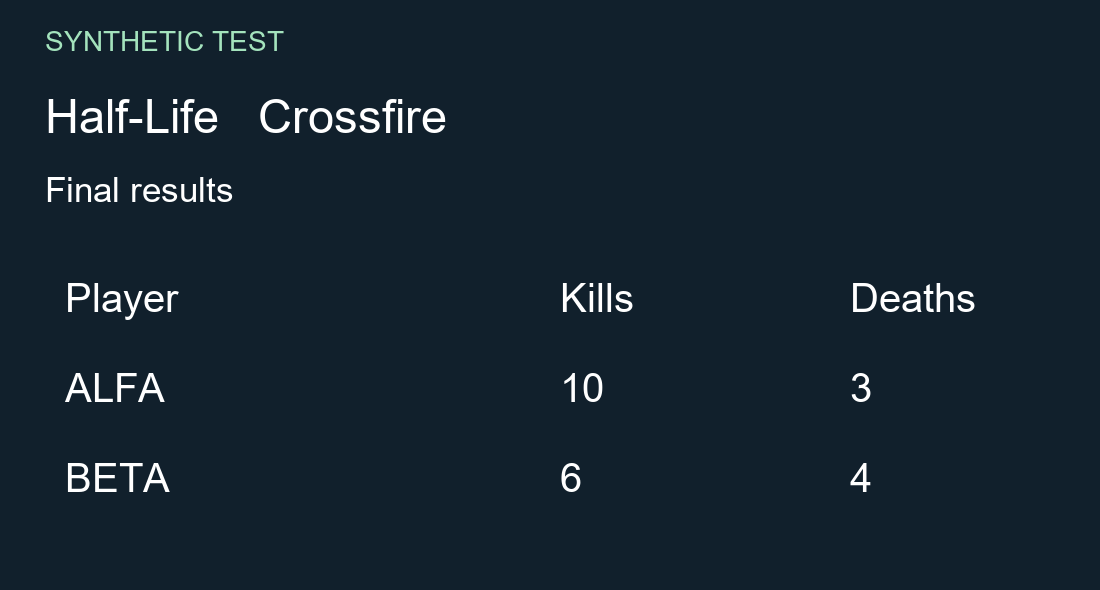 SYNTHETIC TEST
Half-Life   Crossfire
Final results
Player   Kills   Deaths
ALFA   10   3
BETA   6   4